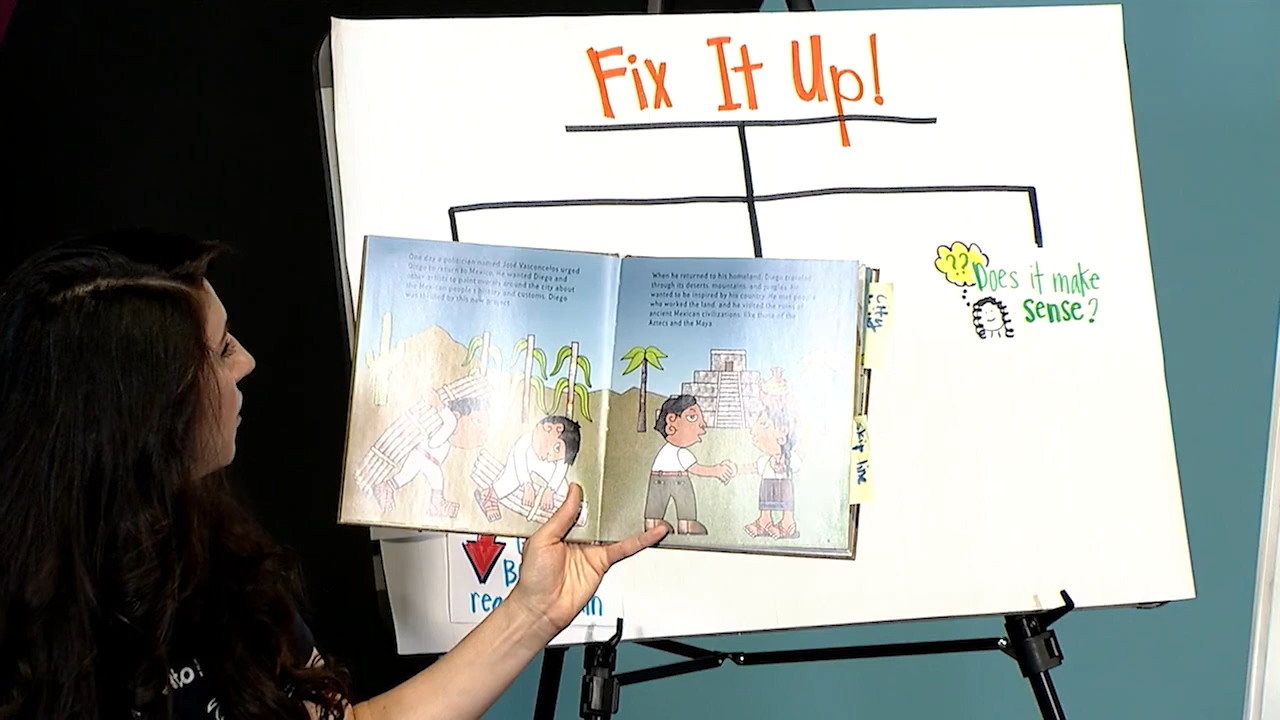 Fix It Up!
??
Does it make
sense?
One day a politician named José Vasconcelos urged
Diego to return to Mexico. He wanted Diego and
other artists to paint murals around the city about
the Mexican people's history and customs. Diego
was thrilled by this new project.
When he returned to his homeland, Diego traveled
through its deserts, mountains, and jungles. He
wanted to be inspired by his country. He met people
who worked the land, and he visited the ruins of
ancient Mexican civilizations, like those of the
Aztecs and the Maya.
skip line